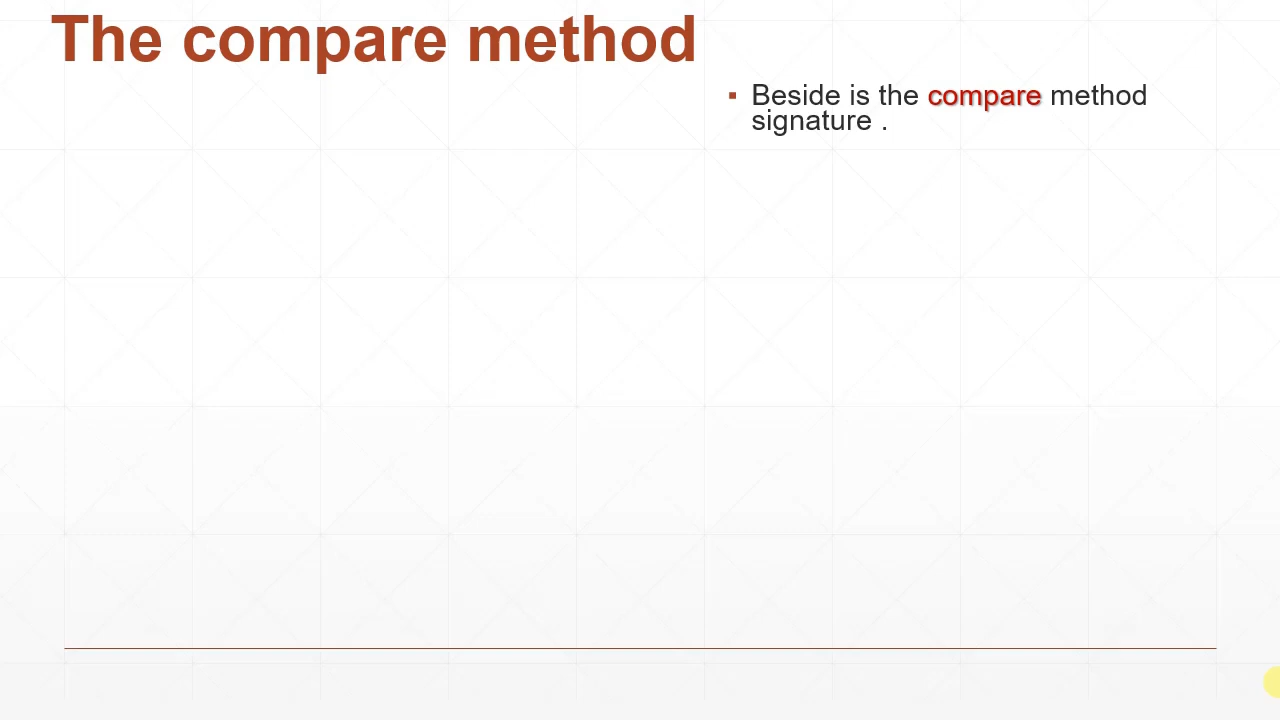 The compare method
▪ Beside is the compare method
signature .